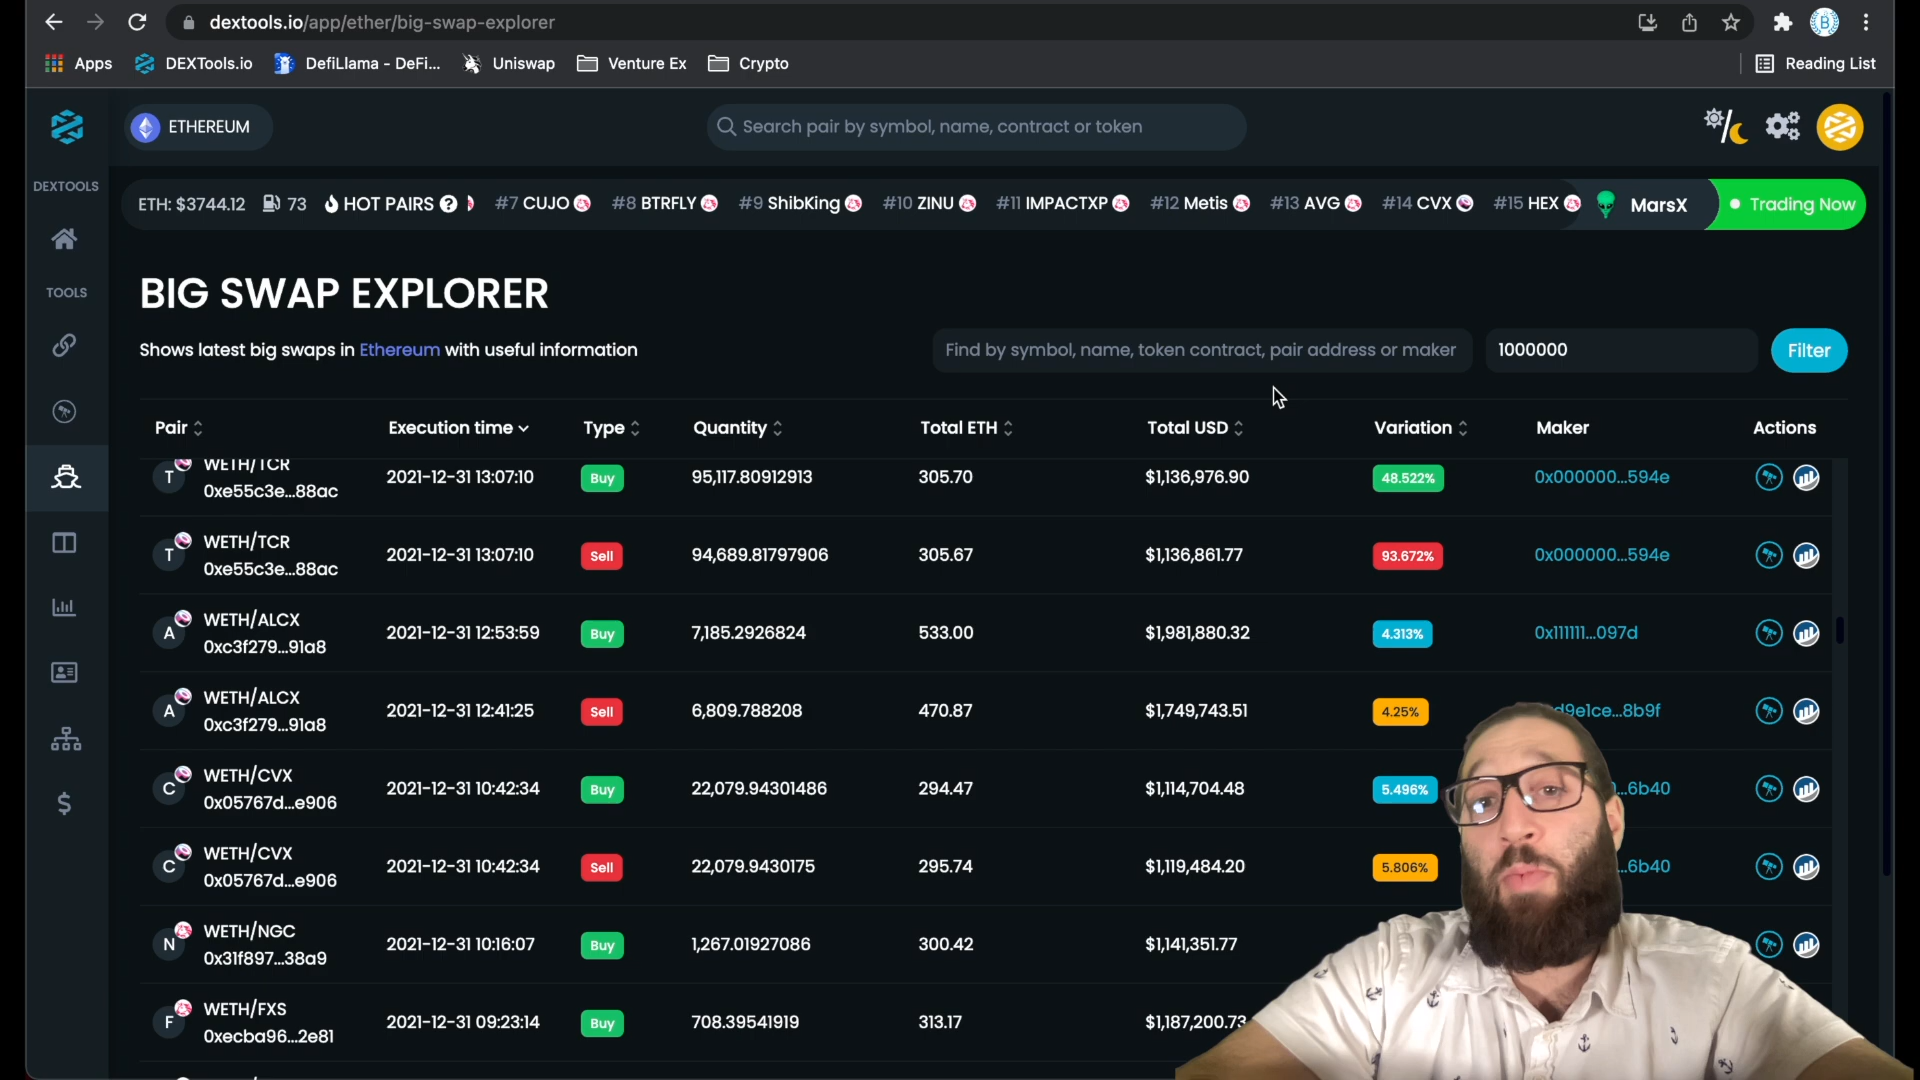 dextools.io/app/ether/big-swap-explorer
Apps DEXTools.io DefiLlama - DeFi... Uniswap Venture Ex Crypto Reading List
ETHEREUM Search pair by symbol, name, contract or token
DEXTOOLS
ETH: $3744.12 73 HOT PAIRS ? #7 CUJO #8 BTRFLY #9 ShibKing #10 ZINU #11 IMPACTXP #12 Metis #13 AVG #14 CVX #15 HEX MarsX Trading Now
TOOLS
BIG SWAP EXPLORER
Shows latest big swaps in Ethereum with useful information
Find by symbol, name, token contract, pair address or maker 1000000 Filter
Pair Execution time Type Quantity Total ETH Total USD Variation Maker Actions
T WETH/TCR 2021-12-31 13:07:10 Buy 95,117.80912913 305.70 $1,136,976.90 48.522% 0x000000...594e
0xe55c3e...88ac
T WETH/TCR 2021-12-31 13:07:10 Sell 94,689.81797906 305.67 $1,136,861.77 93.672% 0x000000...594e
0xe55c3e...88ac
A WETH/ALCX 2021-12-31 12:53:59 Buy 7,185.2926824 533.00 $1,981,880.32 4.313% 0x111111...097d
0xc3f279...91a8
A WETH/ALCX 2021-12-31 12:41:25 Sell 6,809.788208 470.87 $1,749,743.51 4.25% d9e1ce...8b9f
0xc3f279...91a8
C WETH/CVX 2021-12-31 10:42:34 Buy 22,079.94301486 294.47 $1,114,704.48 5.496% ...6b40
0x05767d...e906
C WETH/CVX 2021-12-31 10:42:34 Sell 22,079.9430175 295.74 $1,119,484.20 5.806% ...6b40
0x05767d...e906
N WETH/NGC 2021-12-31 10:16:07 Buy 1,267.01927086 300.42 $1,141,351.77
0x31f897...38a9
F WETH/FXS 2021-12-31 09:23:14 Buy 708.39541919 313.17 $1,187,200.73
0xecba96...2e81
$